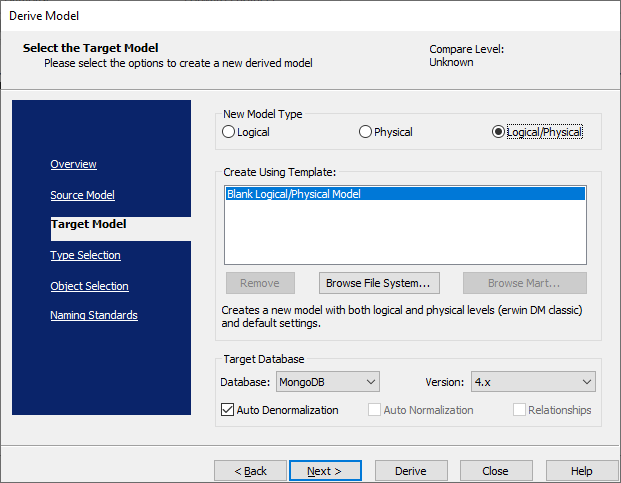 Derive Model
Select the Target Model
Please select the options to create a new derived model
Compare Level:
Unknown
Overview
Source Model
Target Model
Type Selection
Object Selection
Naming Standards
New Model Type
Logical
Physical
Logical/Physical
Create Using Template:
Blank Logical/Physical Model
Remove
Browse File System...
Browse Mart...
Creates a new model with both logical and physical levels (erwin DM classic)
and default settings.
Target Database
Database: MongoDB
Version: 4.x
Auto Denormalization
Auto Normalization
Relationships
< Back
Next >
Derive
Close
Help